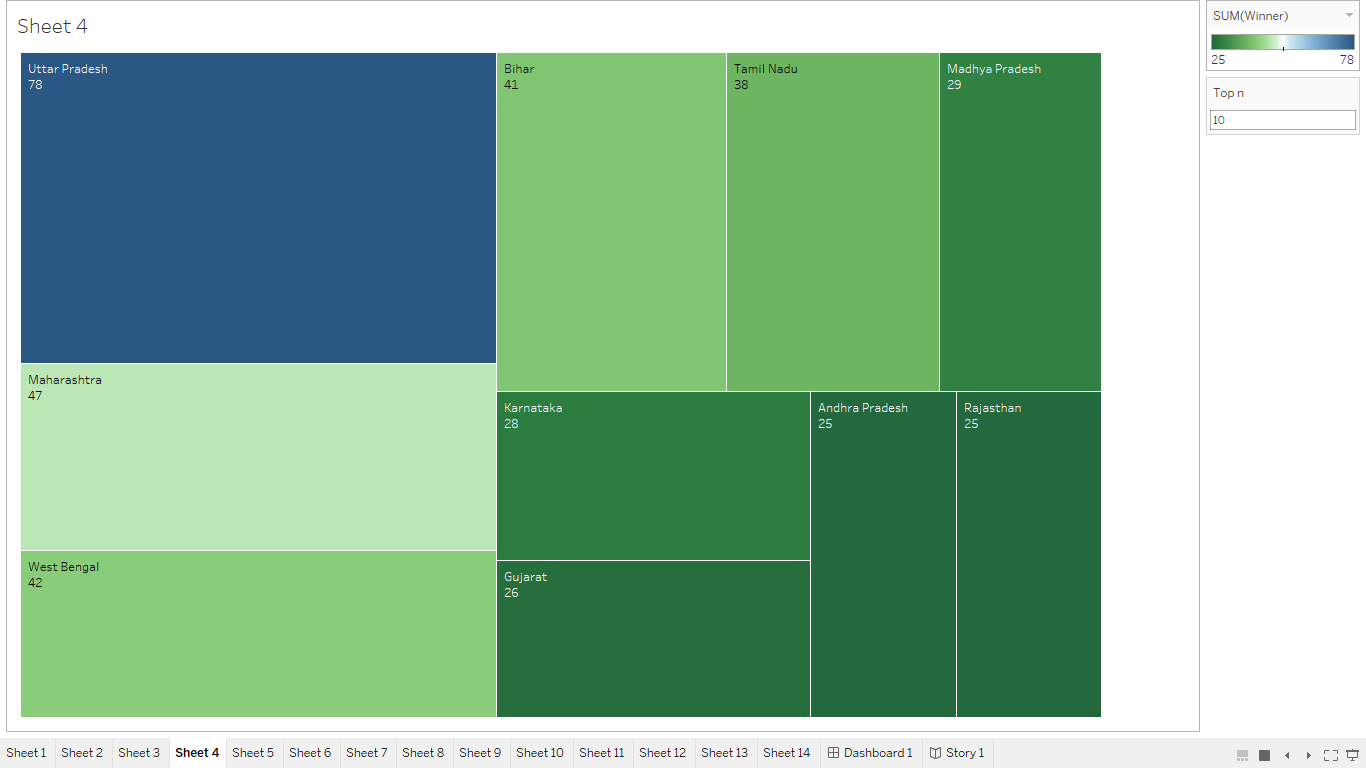 Sheet 4
Uttar Pradesh
78
Bihar
41
Tamil Nadu
38
Madhya Pradesh
29
Maharashtra
47
Karnataka
28
Andhra Pradesh
25
Rajasthan
25
West Bengal
42
Gujarat
26
SUM(Winner)
25 78
Top n
10
Sheet 1 Sheet 2 Sheet 3 Sheet 4 Sheet 5 Sheet 6 Sheet 7 Sheet 8 Sheet 9 Sheet 10 Sheet 11 Sheet 12 Sheet 13 Sheet 14 Dashboard 1 Story 1